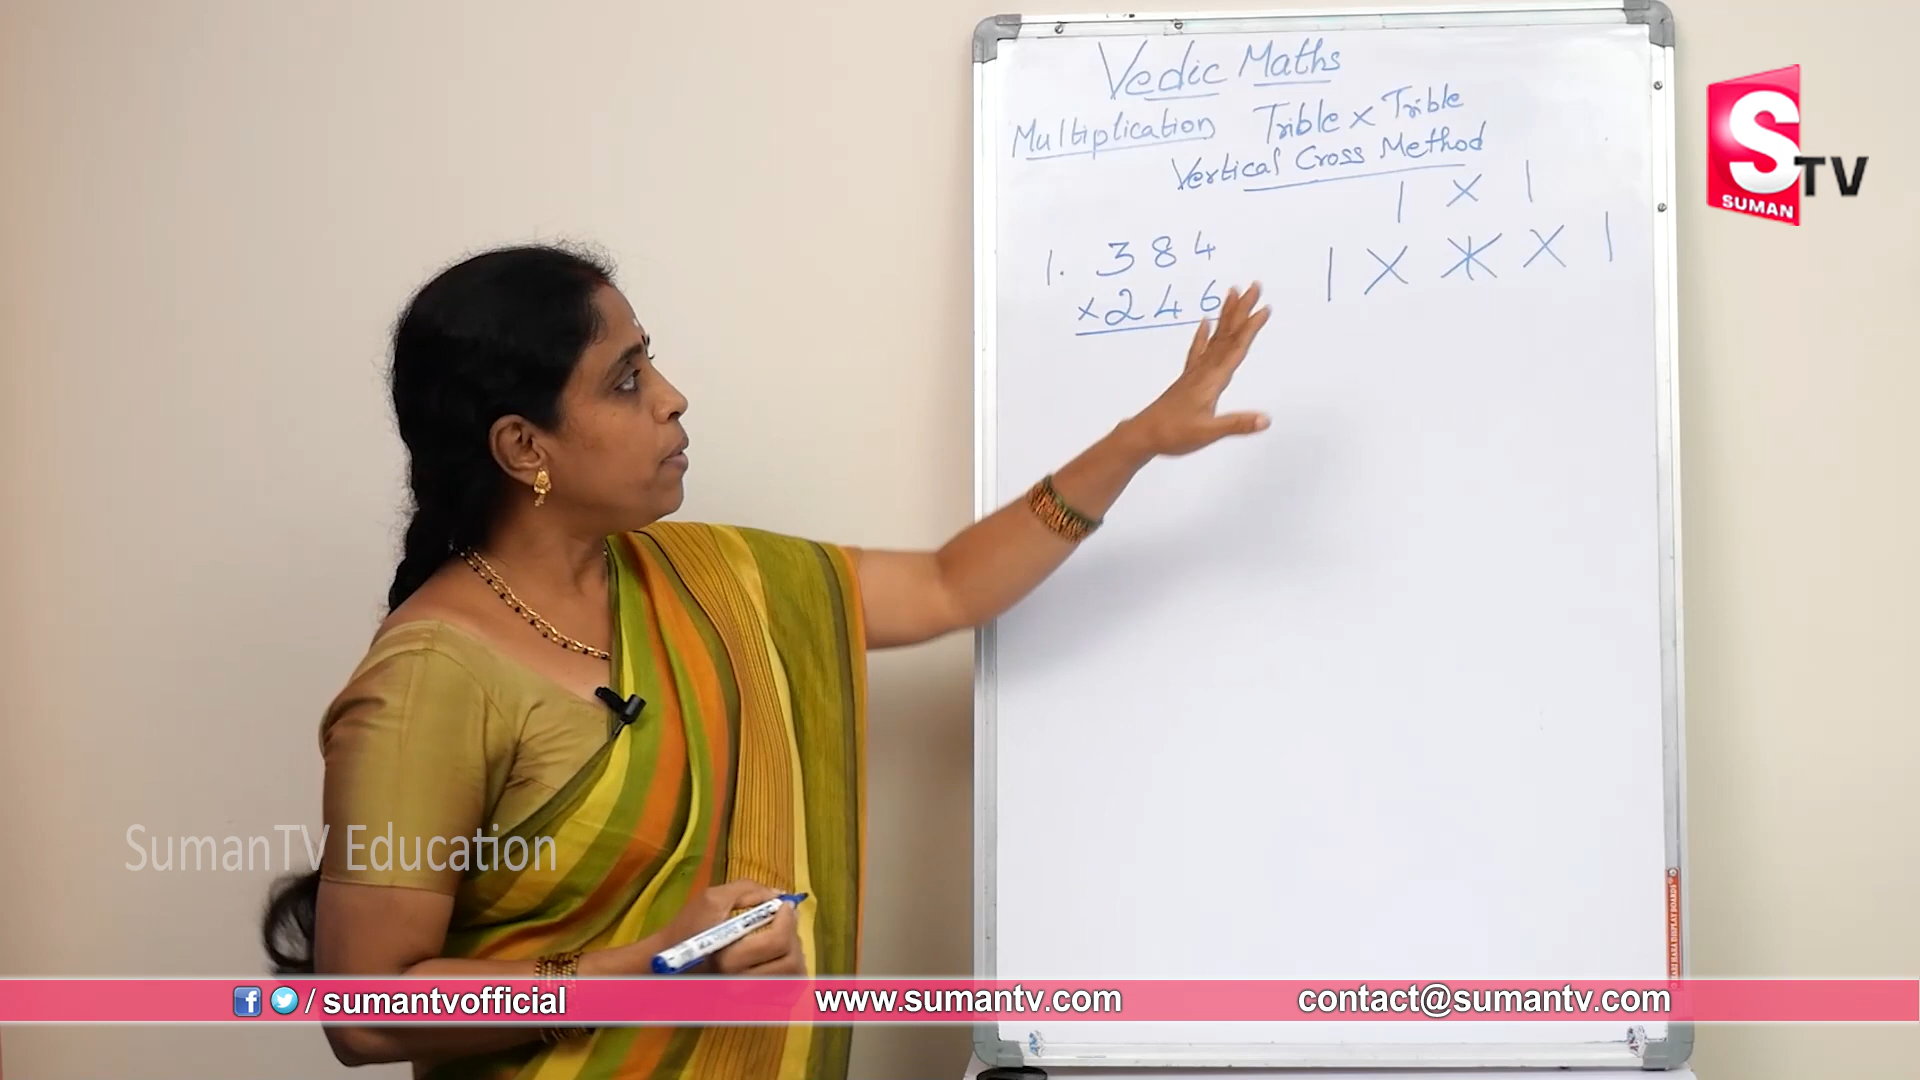 Vedic Maths
Multiplication Trible x Trible
Vertical Cross Method
| X |
1. 384
x 246
| X Ӿ X |
S TV
SUMAN
SumanTV Education
/ sumantvofficial
www.sumantv.com
contact@sumantv.com